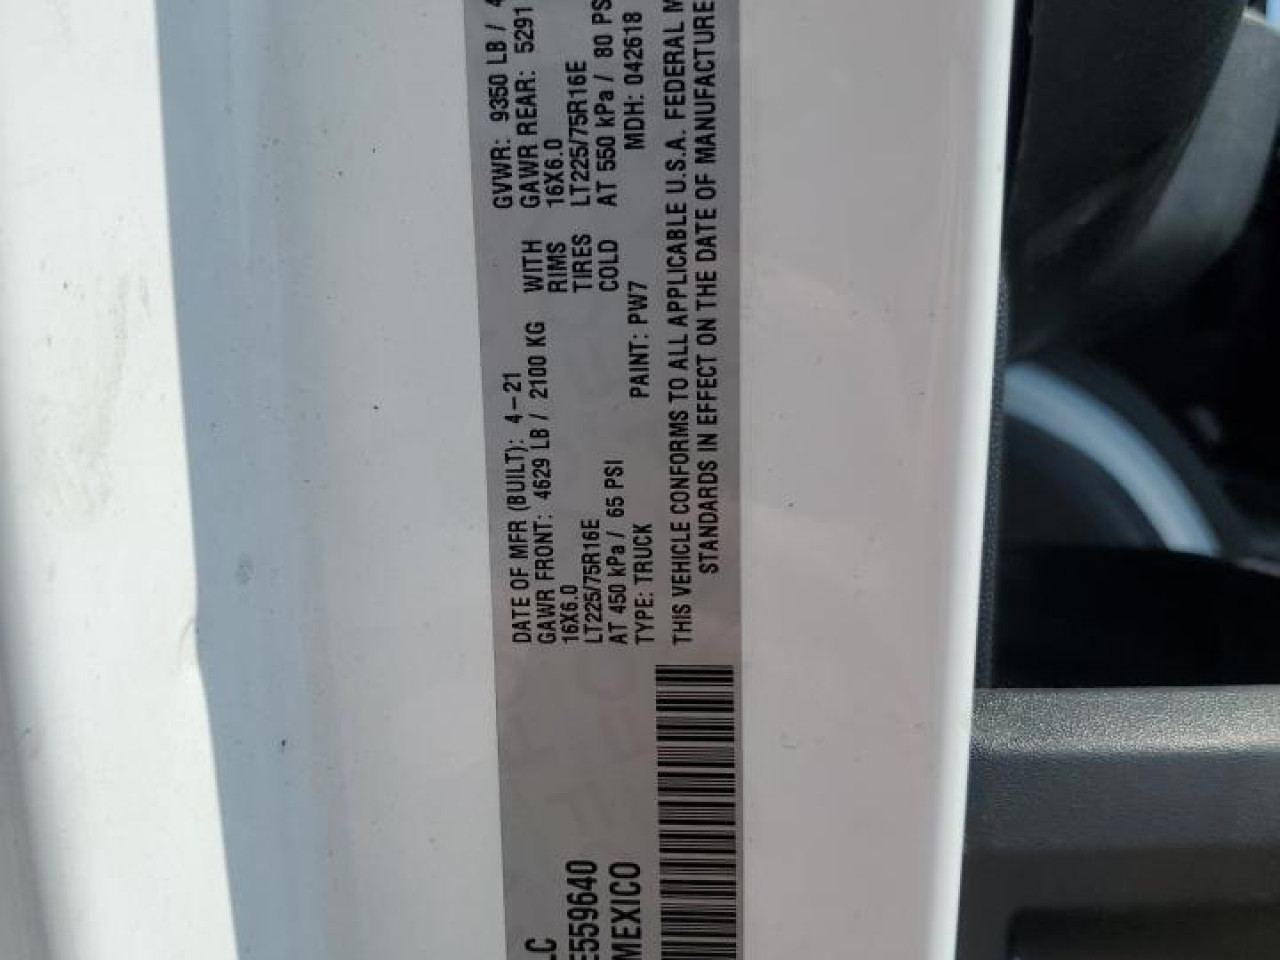 LC
E559640
MEXICO
DATE OF MFR (BUILT): 4-21 GVWR: 9350 LB / 4
GAWR FRONT: 4629 LB / 2100 KG WITH GAWR REAR: 5291
16X6.0 RIMS 16X6.0
LT225/75R16E TIRES LT225/75R16E
AT 450 kPa / 65 PSI COLD AT 550 kPa / 80 PS
TYPE: TRUCK PAINT: PW7 MDH: 042618
THIS VEHICLE CONFORMS TO ALL APPLICABLE U.S.A. FEDERAL M
STANDARDS IN EFFECT ON THE DATE OF MANUFACTURE